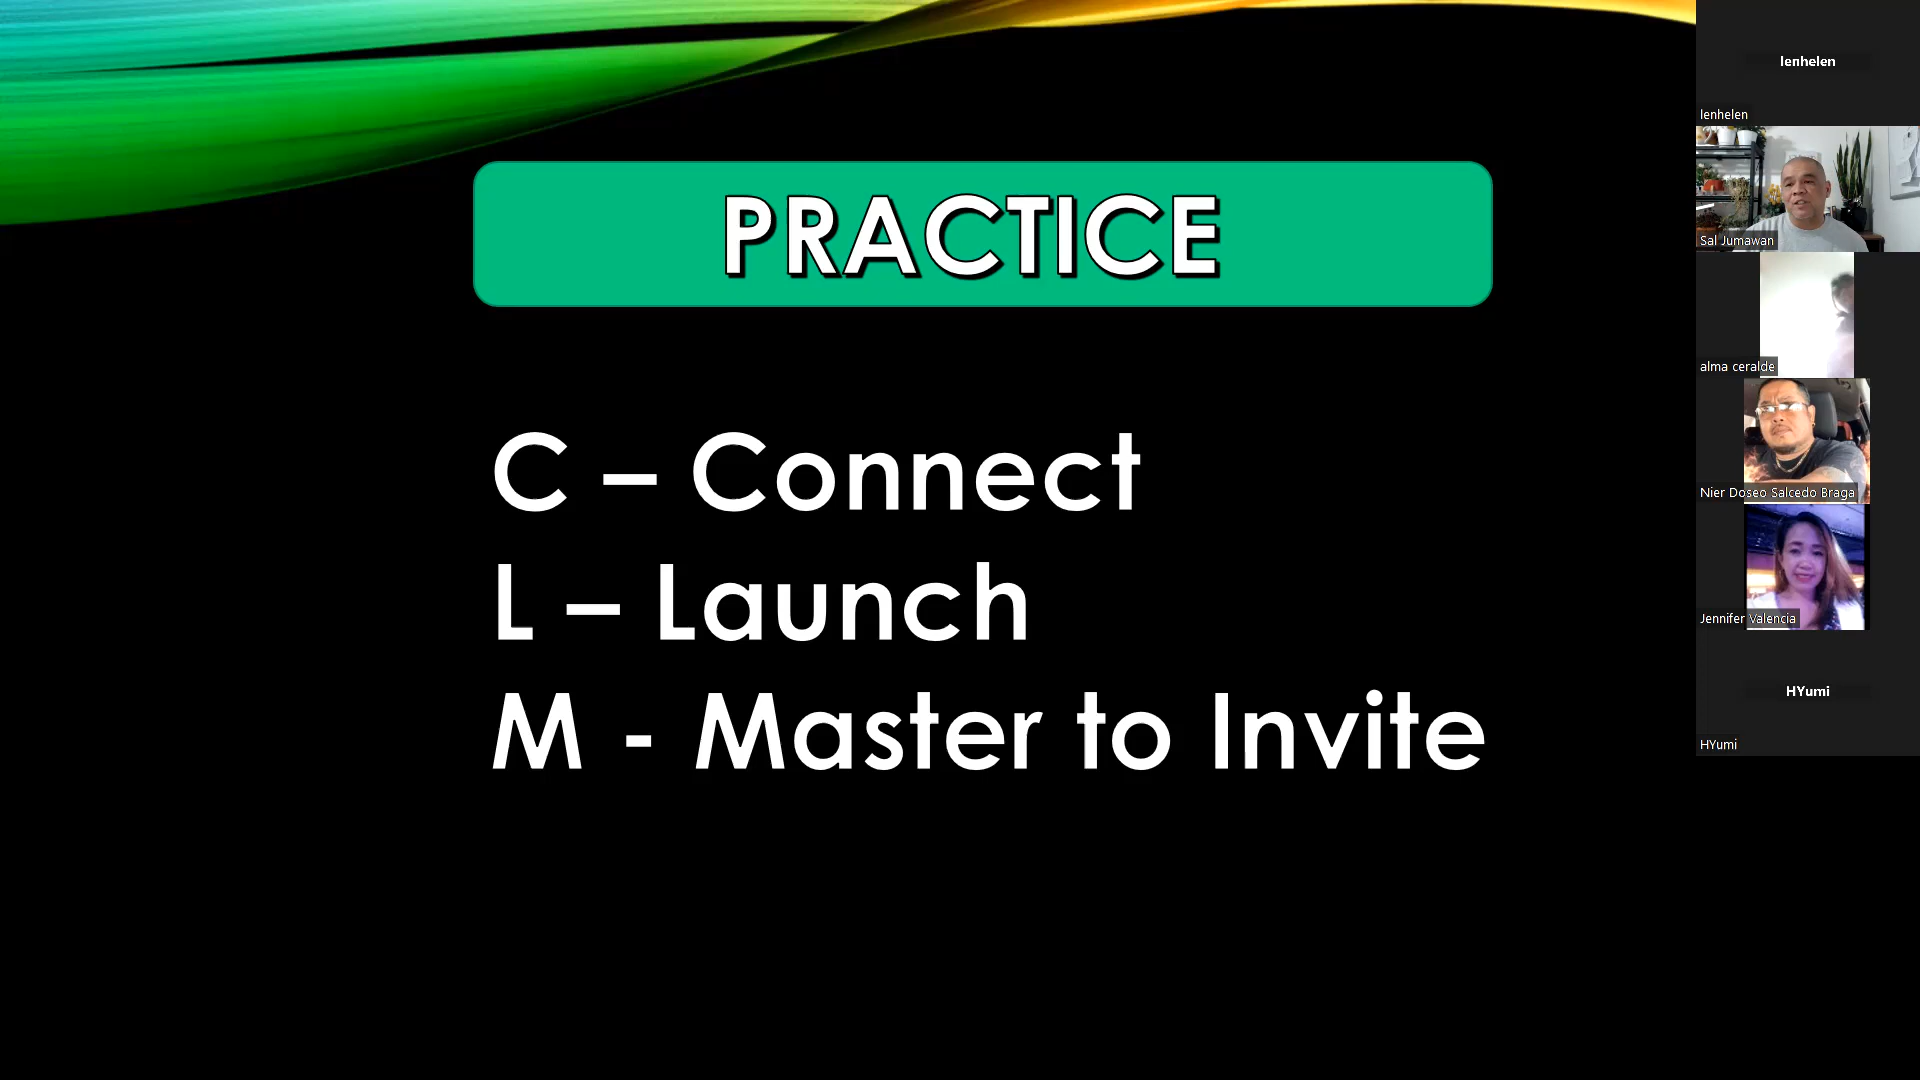 PRACTICE
C – Connect
L – Launch
M - Master to Invite
lenhelen
lenhelen
Sal Jumawan
alma ceralde
Nier Doseo Salcedo Braga
Jennifer Valencia
HYumi
HYumi